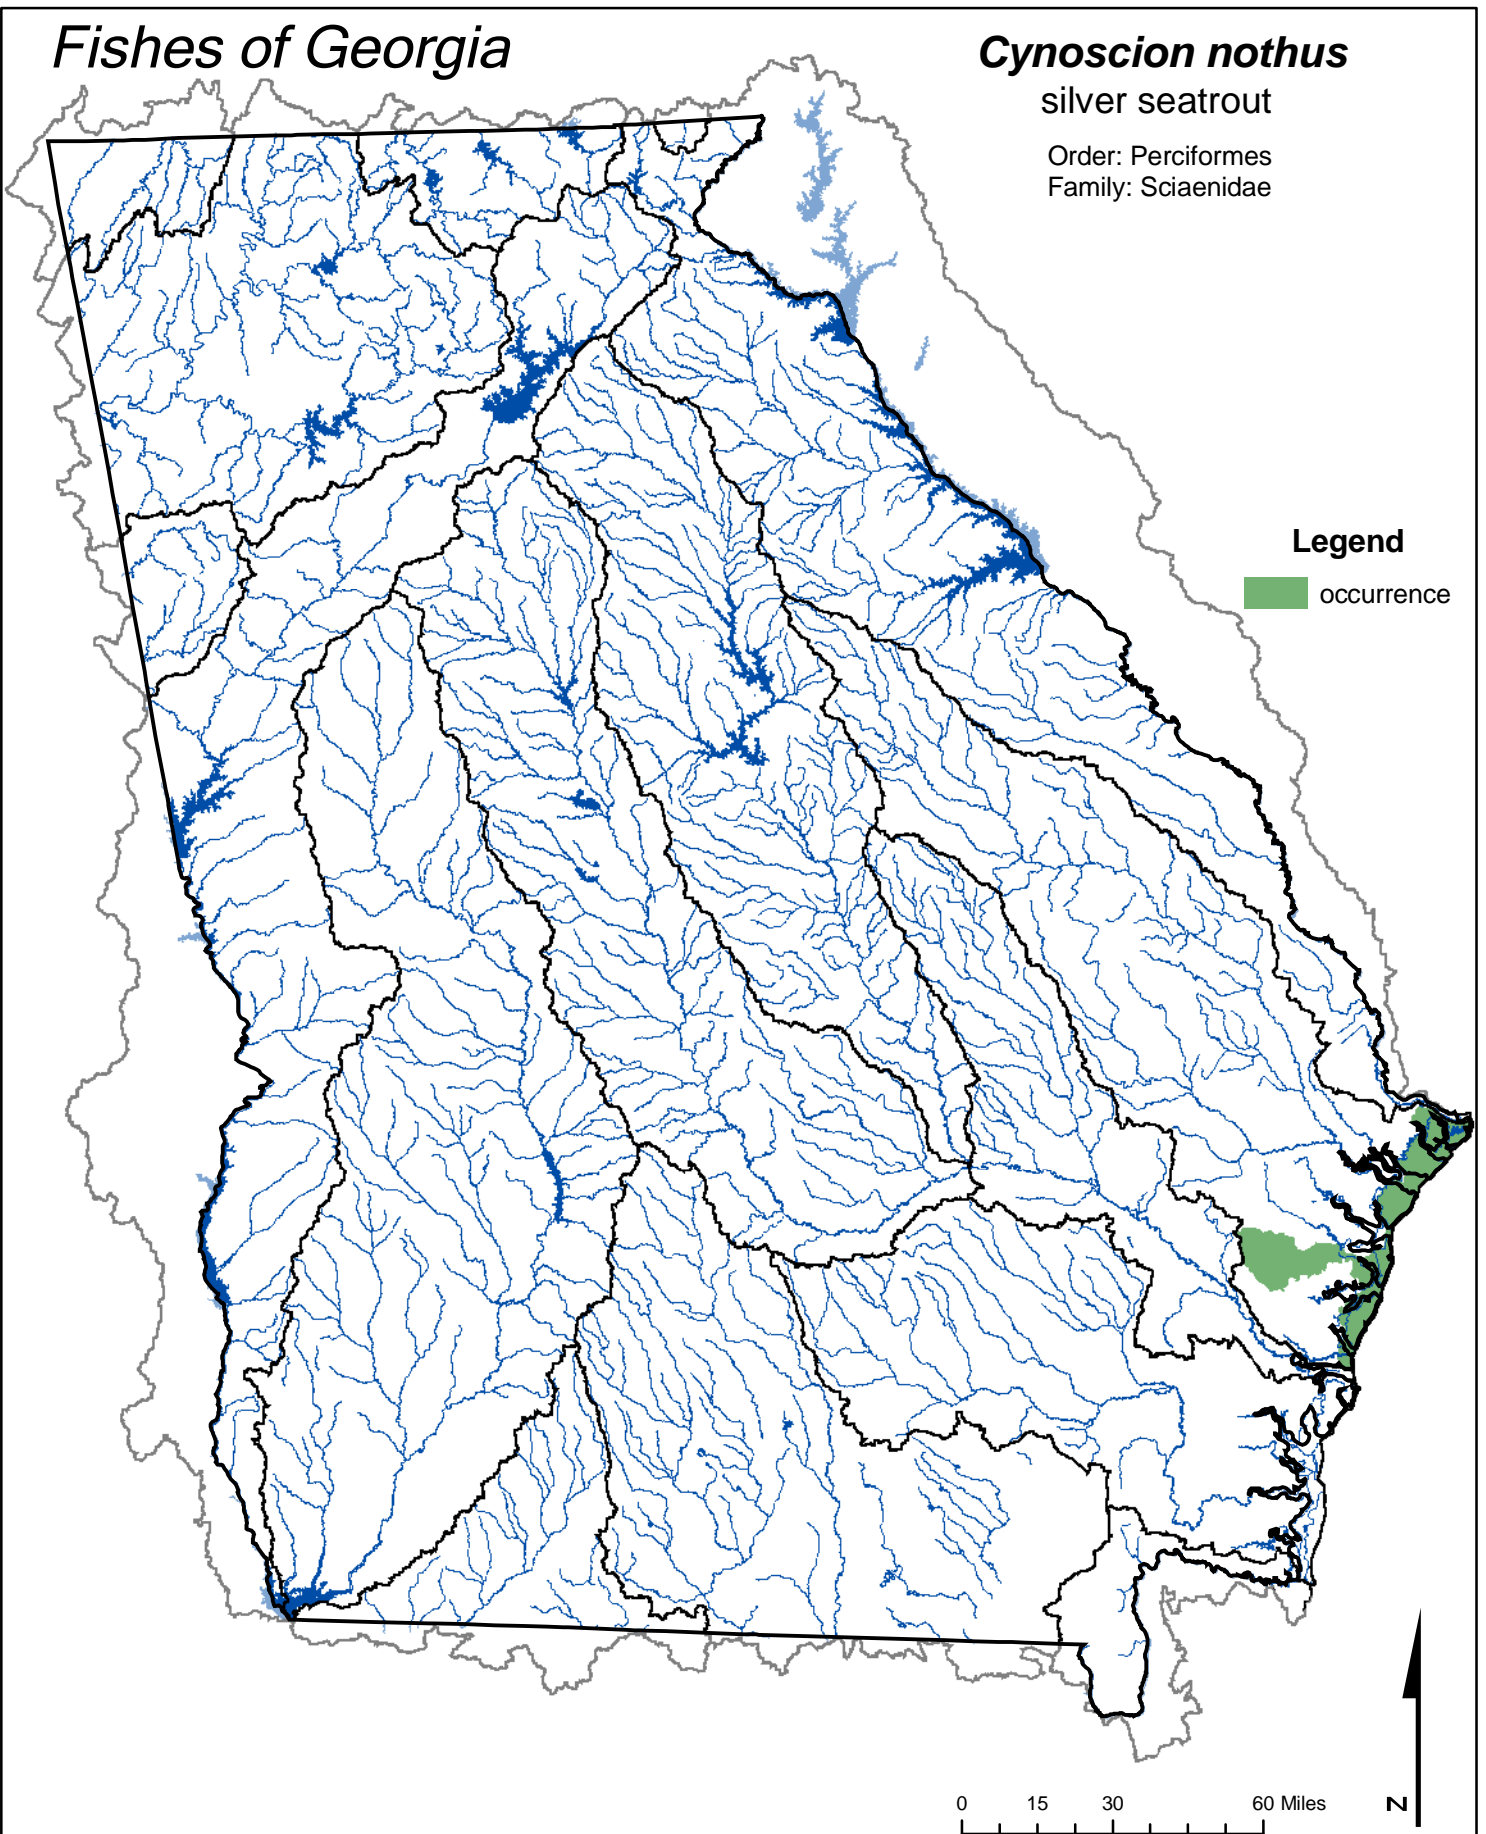 Fishes of Georgia
Cynoscion nothus
silver seatrout
Order: Perciformes
Family: Sciaenidae
Legend
occurrence
0 15 30 60 Miles
N